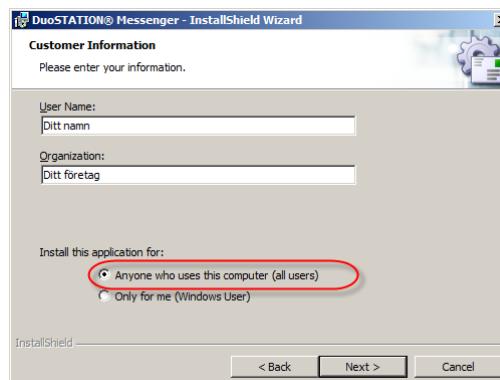 DuoSTATION® Messenger - InstallShield Wizard
Customer Information
Please enter your information.
User Name:
Ditt namn
Organization:
Ditt företag
Install this application for:
Anyone who uses this computer (all users)
Only for me (Windows User)
InstallShield
< Back
Next >
Cancel